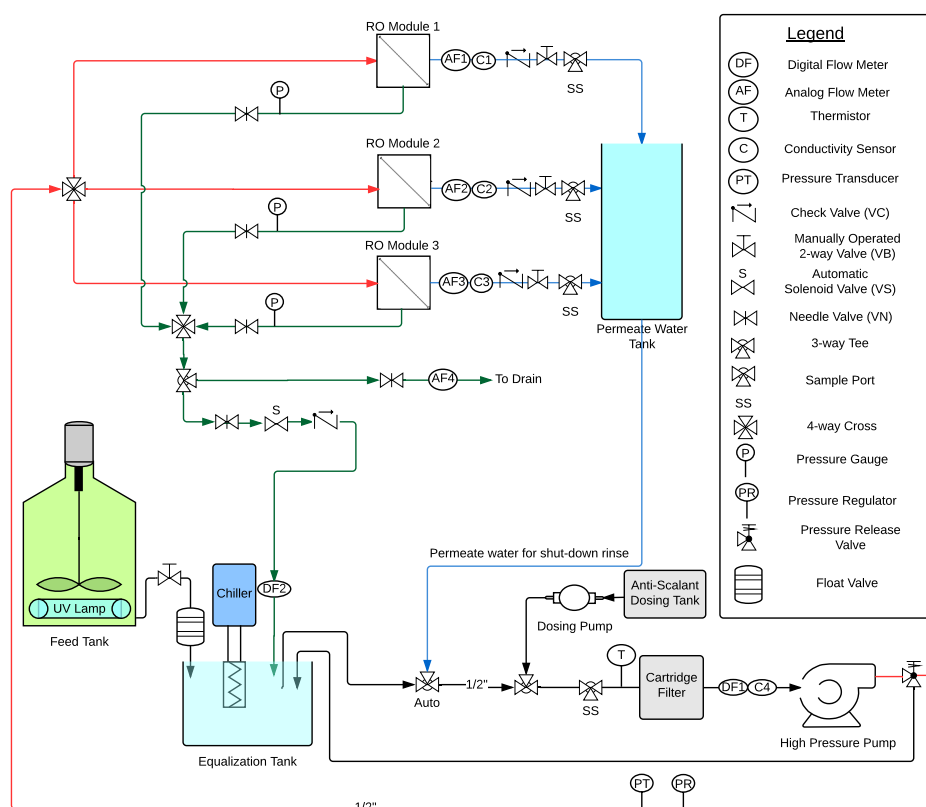 RO Module 1
AF1
C1
SS
P
RO Module 2
AF2
C2
SS
P
RO Module 3
AF3
C3
SS
P
Permeate Water
Tank
AF4
To Drain
S
Permeate water for shut-down rinse
Chiller
DF2
UV Lamp
Feed Tank
Anti-Scalant
Dosing Tank
Dosing Pump
T
1/2"
Auto
SS
Cartridge
Filter
DF1
C4
High Pressure Pump
Equalization Tank
PT
PR
1/2"
Legend
DF
Digital Flow Meter
AF
Analog Flow Meter
T
Thermistor
C
Conductivity Sensor
PT
Pressure Transducer
Check Valve (VC)
Manually Operated
2-way Valve (VB)
S
Automatic
Solenoid Valve (VS)
Needle Valve (VN)
3-way Tee
Sample Port
SS
4-way Cross
P
Pressure Gauge
PR
Pressure Regulator
Pressure Release
Valve
Float Valve